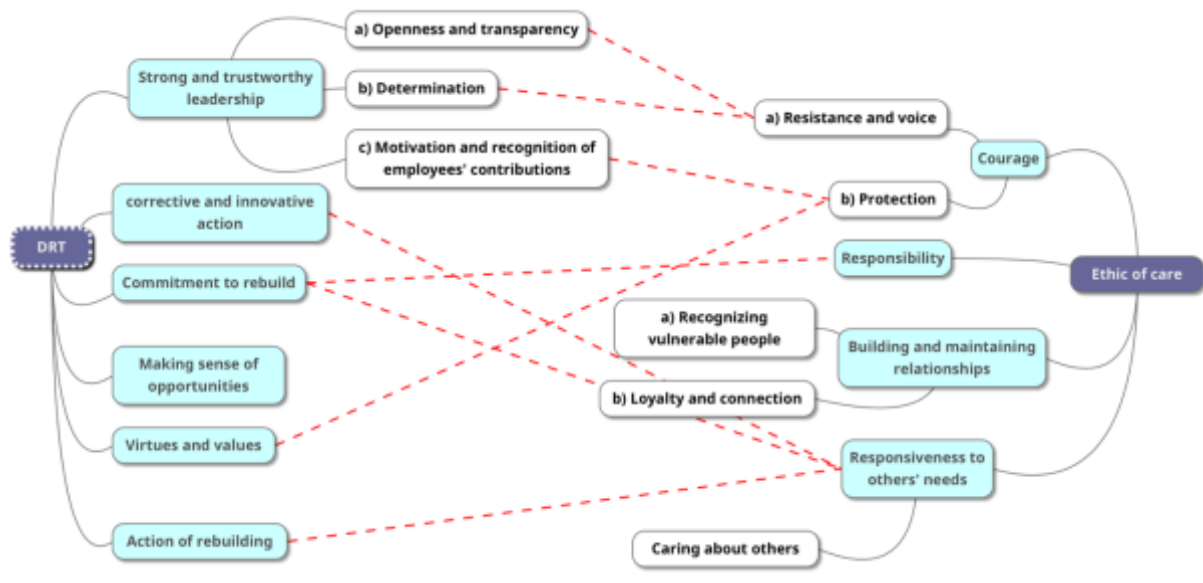 a) Openness and transparency
Strong and trustworthy
leadership
b) Determination
a) Resistance and voice
c) Motivation and recognition of
employees' contributions
Courage
corrective and innovative
action
b) Protection
DRT
Responsibility
Commitment to rebuild
Ethic of care
a) Recognizing
vulnerable people
Building and maintaining
relationships
Making sense of
opportunities
b) Loyalty and connection
Virtues and values
Responsiveness to
others' needs
Action of rebuilding
Caring about others